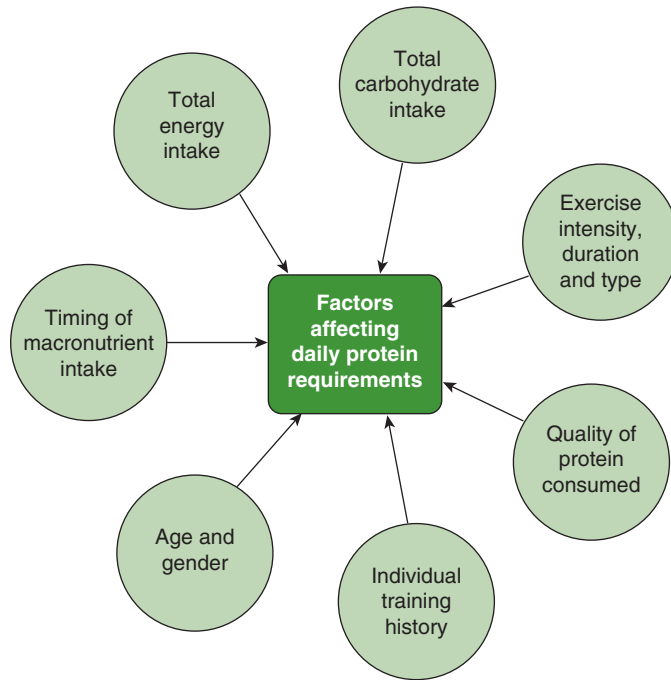 Total
carbohydrate
intake
Total
energy
intake
Exercise
intensity,
duration
and type
Factors
affecting
daily protein
requirements
Timing of
macronutrient
intake
Quality of
protein
consumed
Age and
gender
Individual
training
history